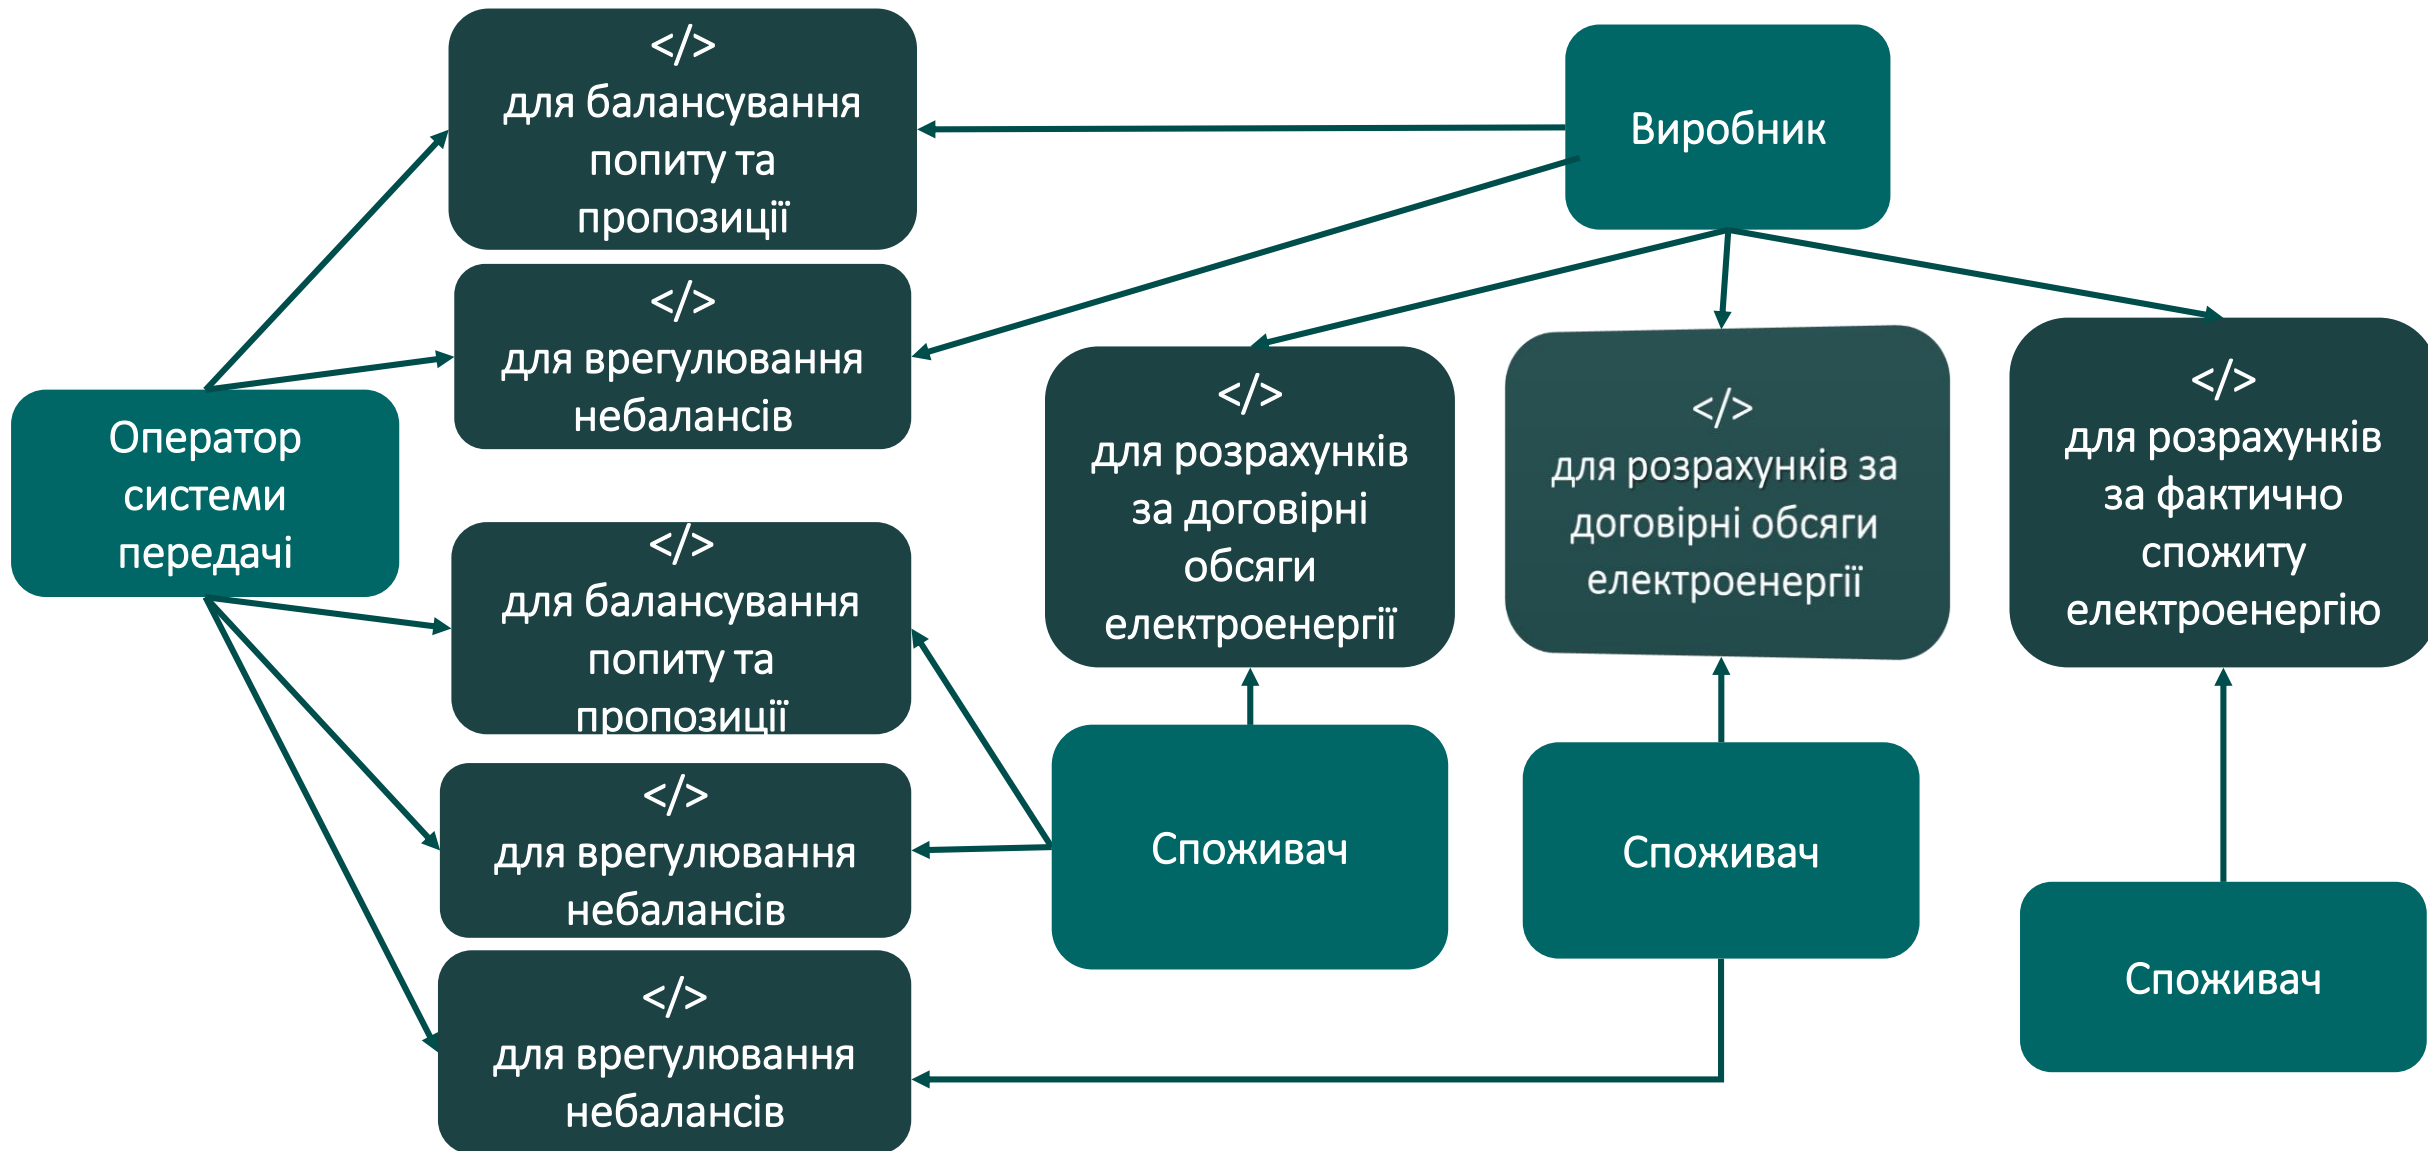 </>
для балансування
попиту та
пропозиції
Виробник
</>
для врегулювання
небалансів
Оператор
системи
передачі
</>
для розрахунків
за договірні
обсяги
електроенергії
</>
для розрахунків за
договірні обсяги
електроенергії
</>
для розрахунків
за фактично
спожиту
електроенергію
</>
для балансування
попиту та
пропозиції
</>
для врегулювання
небалансів
Споживач
Споживач
Споживач
</>
для врегулювання
небалансів